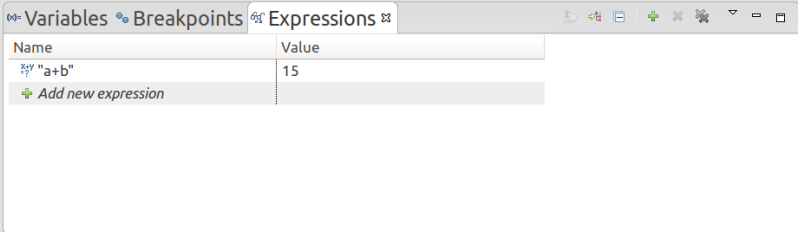 Variables Breakpoints Expressions
Name Value
"a+b" 15
Add new expression